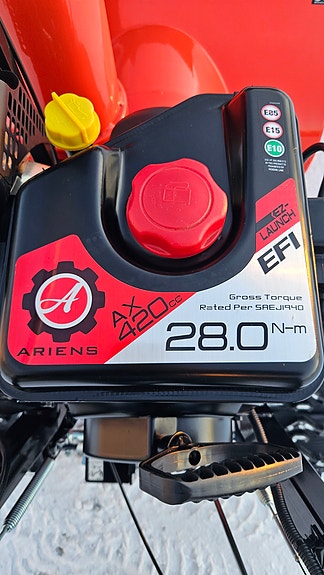 E85
E15
E10
EZ-
LAUNCH
EFI
A
ARIENS
AX
420cc
Gross Torque
Rated Per SAEJ1940
28.0 N-m